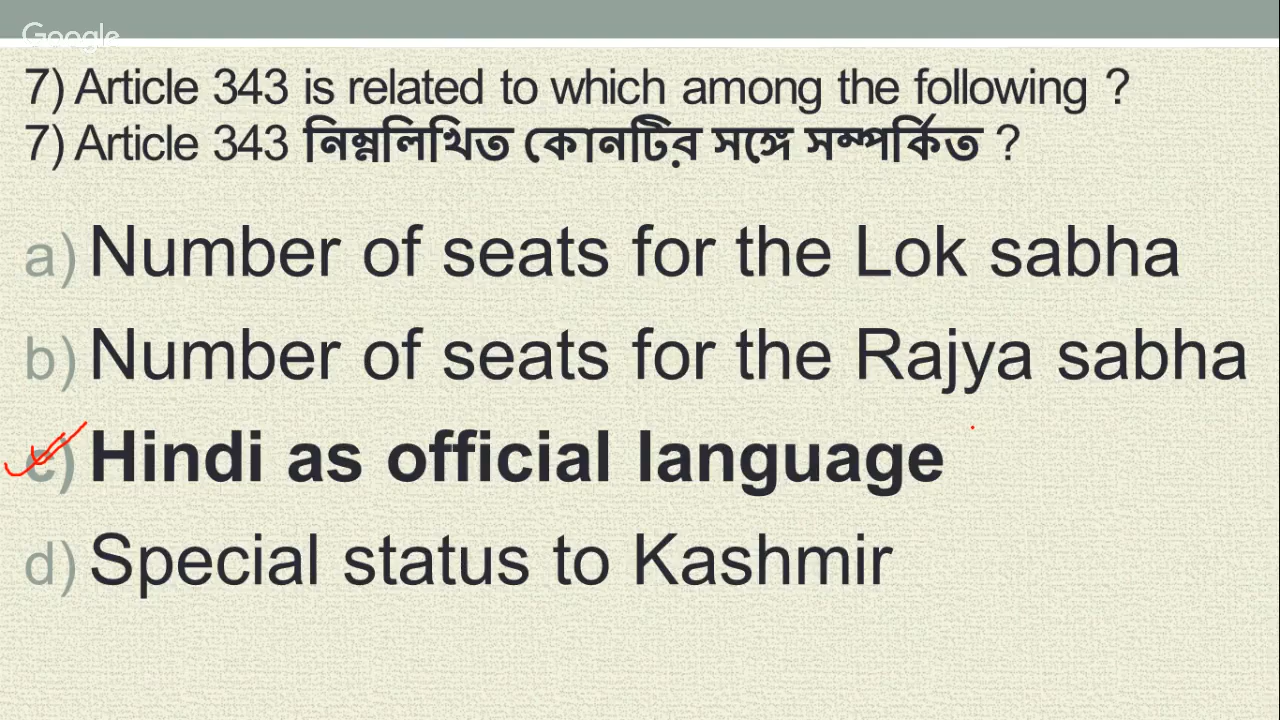 Google
7) Article 343 is related to which among the following ?
7) Article 343 নিম্নলিখিত কোনটির সঙ্গে সম্পর্কিত ?
a) Number of seats for the Lok sabha
b) Number of seats for the Rajya sabha
c) Hindi as official language
d) Special status to Kashmir